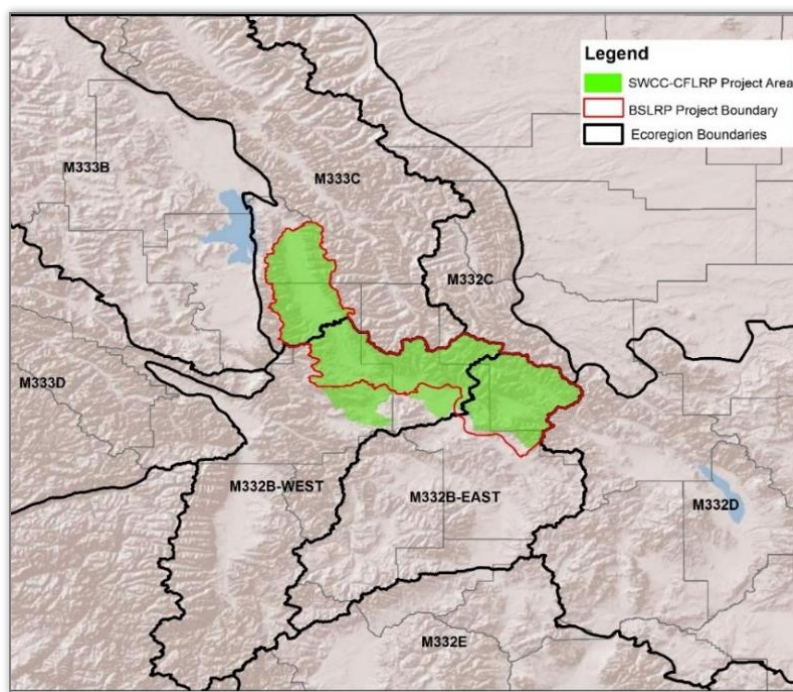 Legend
SWCC-CFLRP Project Area
BSLRP Project Boundary
Ecoregion Boundaries
M333B
M333C
M332C
M333D
M332B-WEST
M332B-EAST
M332D
M332E